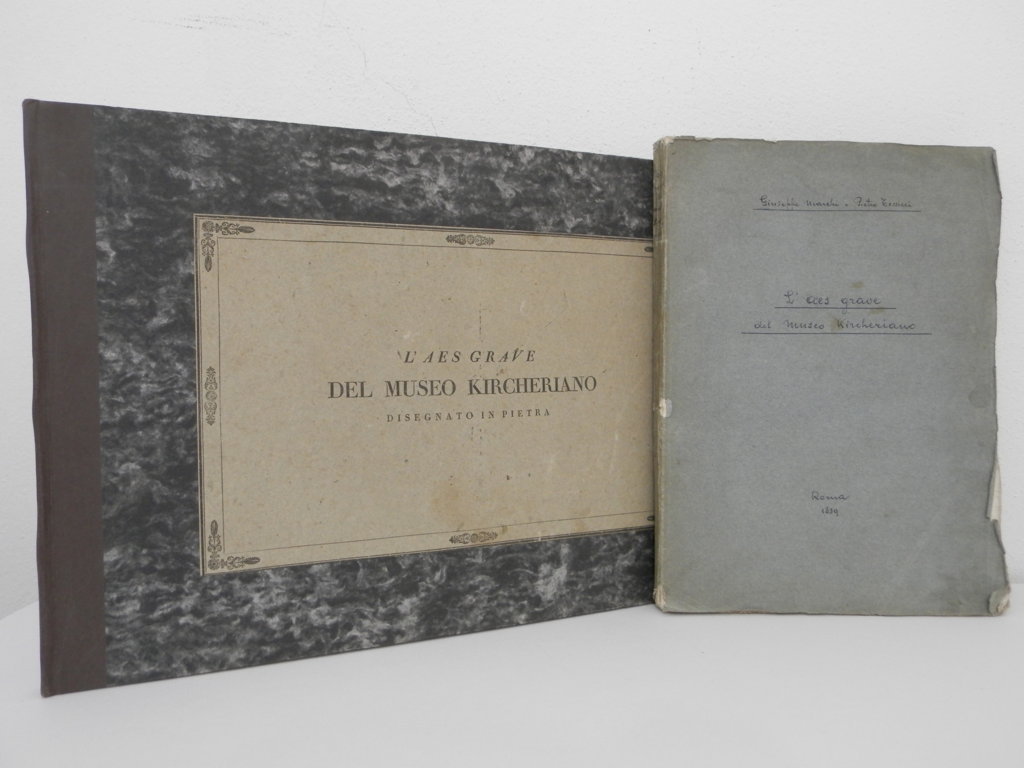 L'AES GRAVE
DEL MUSEO KIRCHERIANO
DISEGNATO IN PIETRA
Giuseppe Marchi e Pietro Tessieri
L'aes grave
del Museo Kircheriano
Roma
1839